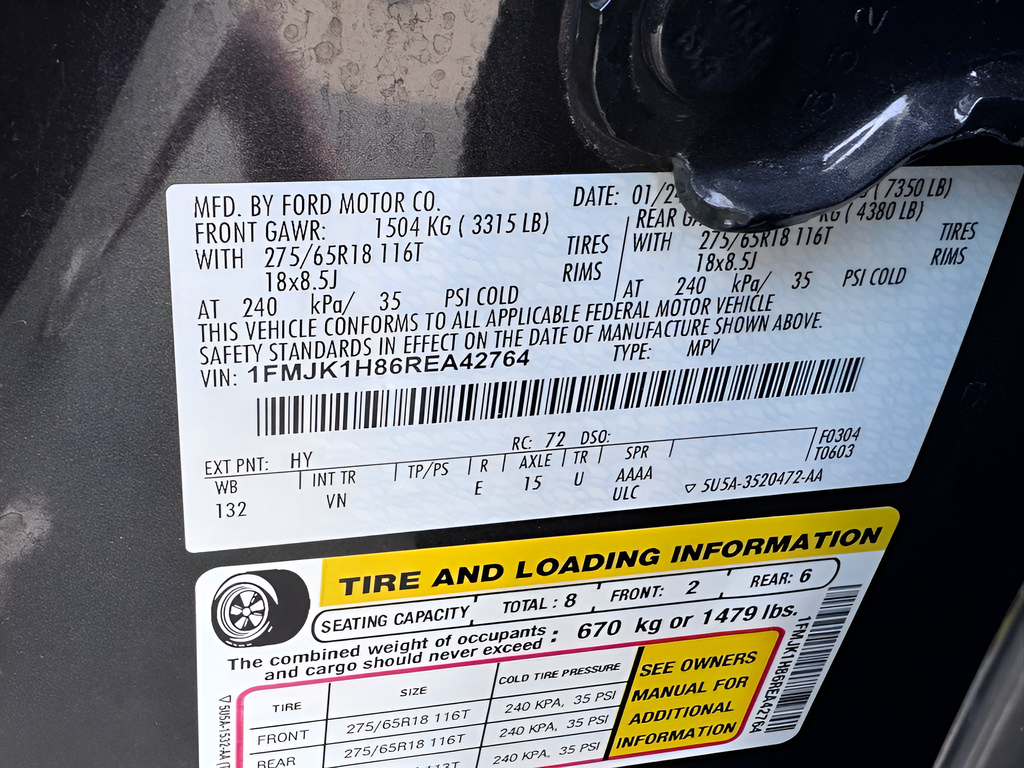 MFD. BY FORD MOTOR CO.
DATE: 01/2
(7350 LB)
FRONT GAWR: 1504 KG (3315 LB)
REAR KG (4380 LB)
WITH 275/65R18 116T TIRES
WITH 275/65R18 116T TIRES
18x8.5J RIMS
18x8.5J RIMS
AT 240 kPa/ 35 PSI COLD
AT 240 kPa/ 35 PSI COLD
THIS VEHICLE CONFORMS TO ALL APPLICABLE FEDERAL MOTOR VEHICLE
SAFETY STANDARDS IN EFFECT ON THE DATE OF MANUFACTURE SHOWN ABOVE.
VIN: 1FMJK1H86REA42764
TYPE: MPV
EXT PNT: HY RC: 72 DSO:
F0304
T0603
WB INT TR TP/PS R AXLE TR SPR
132 VN E 15 U AAAA
ULC
▽ 5U5A-3520472-AA
TIRE AND LOADING INFORMATION
SEATING CAPACITY TOTAL : 8 FRONT: 2 REAR: 6
The combined weight of occupants and cargo should never exceed : 670 kg or 1479 lbs.
TIRE SIZE COLD TIRE PRESSURE
FRONT 275/65R18 116T 240 KPA, 35 PSI
REAR 275/65R18 116T 240 KPA, 35 PSI
240 KPA, 35 PSI
SEE OWNERS
MANUAL FOR
ADDITIONAL
INFORMATION
1FMJK1H86REA42764
▽ 5U5A-1532-AA